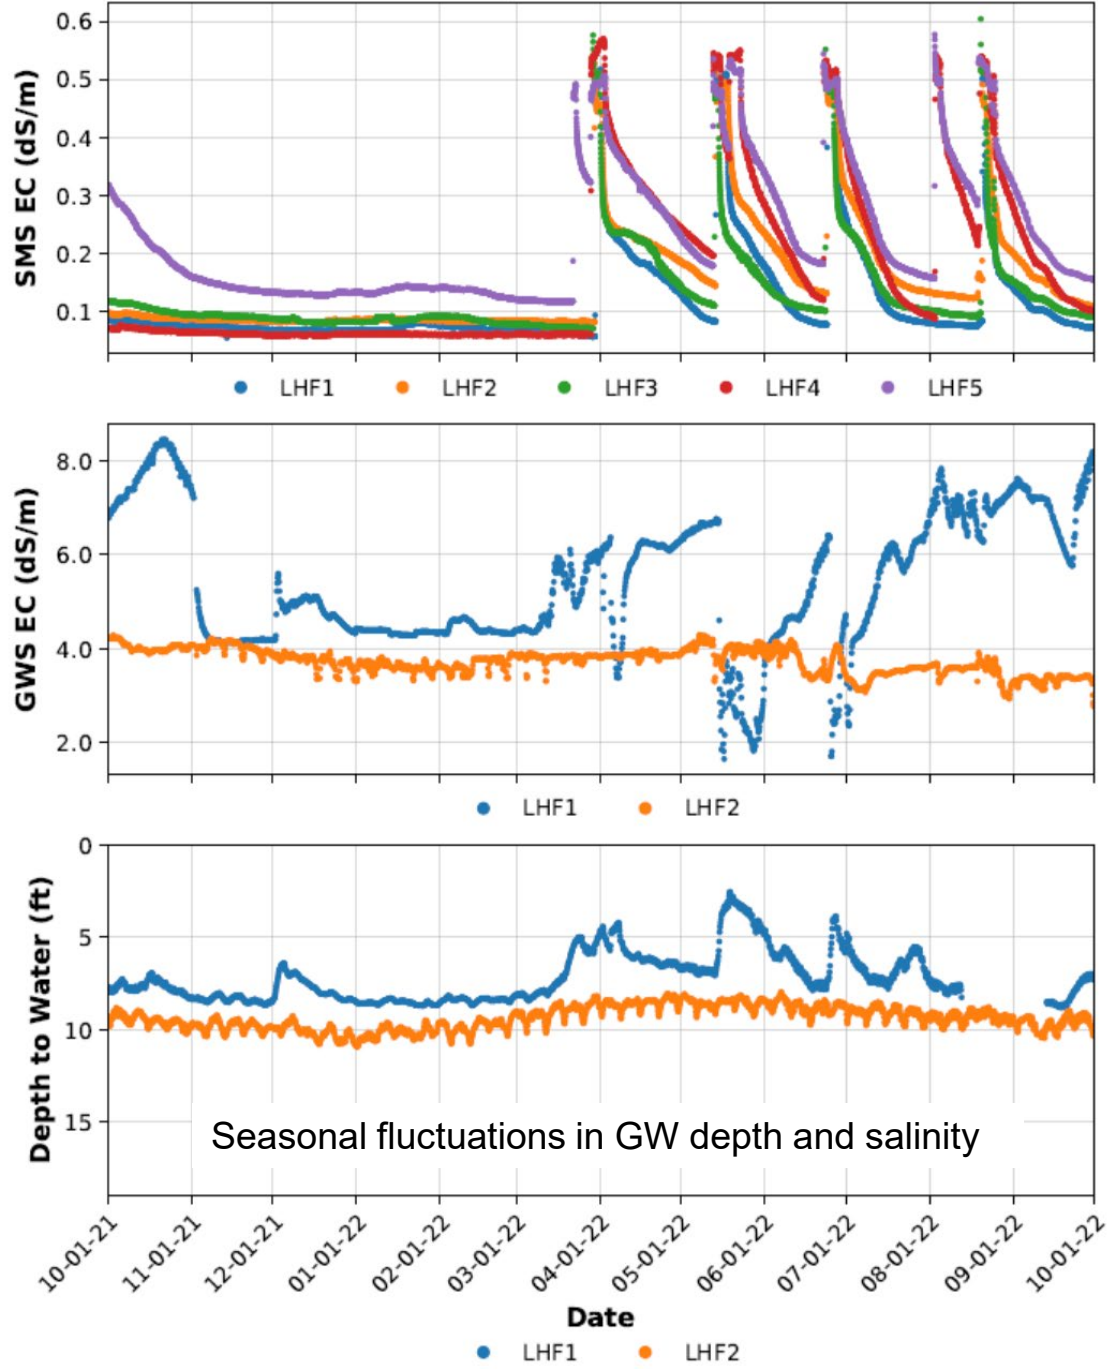 SMS EC (dS/m)
0.6
0.5
0.4
0.3
0.2
0.1
LHF1 LHF2 LHF3 LHF4 LHF5
GWS EC (dS/m)
8.0
6.0
4.0
2.0
LHF1 LHF2
Depth to Water (ft)
0
5
10
15
Seasonal fluctuations in GW depth and salinity
10-01-21 11-01-21 12-01-21 01-01-22 02-01-22 03-01-22 04-01-22 05-01-22 06-01-22 07-01-22 08-01-22 09-01-22 10-01-22
Date
LHF1 LHF2